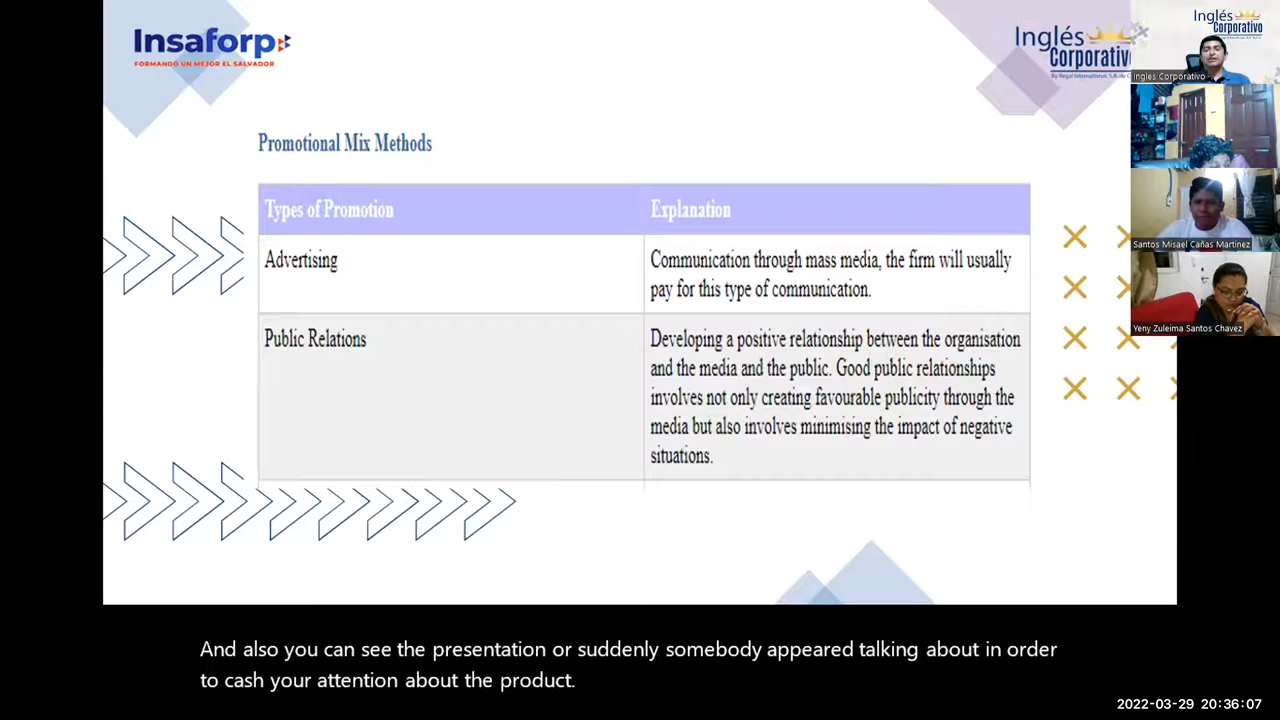 Insaforp
FORMANDO UN MEJOR EL SALVADOR
Inglés
Corporativo
Inglés
Corporativo
Ingles Corporativo -
Promotional Mix Methods
Types of Promotion
Explanation
Advertising
Communication through mass media, the firm will usually
pay for this type of communication.
Public Relations
Developing a positive relationship between the organisation
and the media and the public. Good public relationships
involves not only creating favourable publicity through the
media but also involves minimising the impact of negative
situations.
Santos Misael Cañas Martinez
Yeny Zuleima Santos Chavez
And also you can see the presentation or suddenly somebody appeared talking about in order
to cash your attention about the product.
2022-03-29 20:36:07